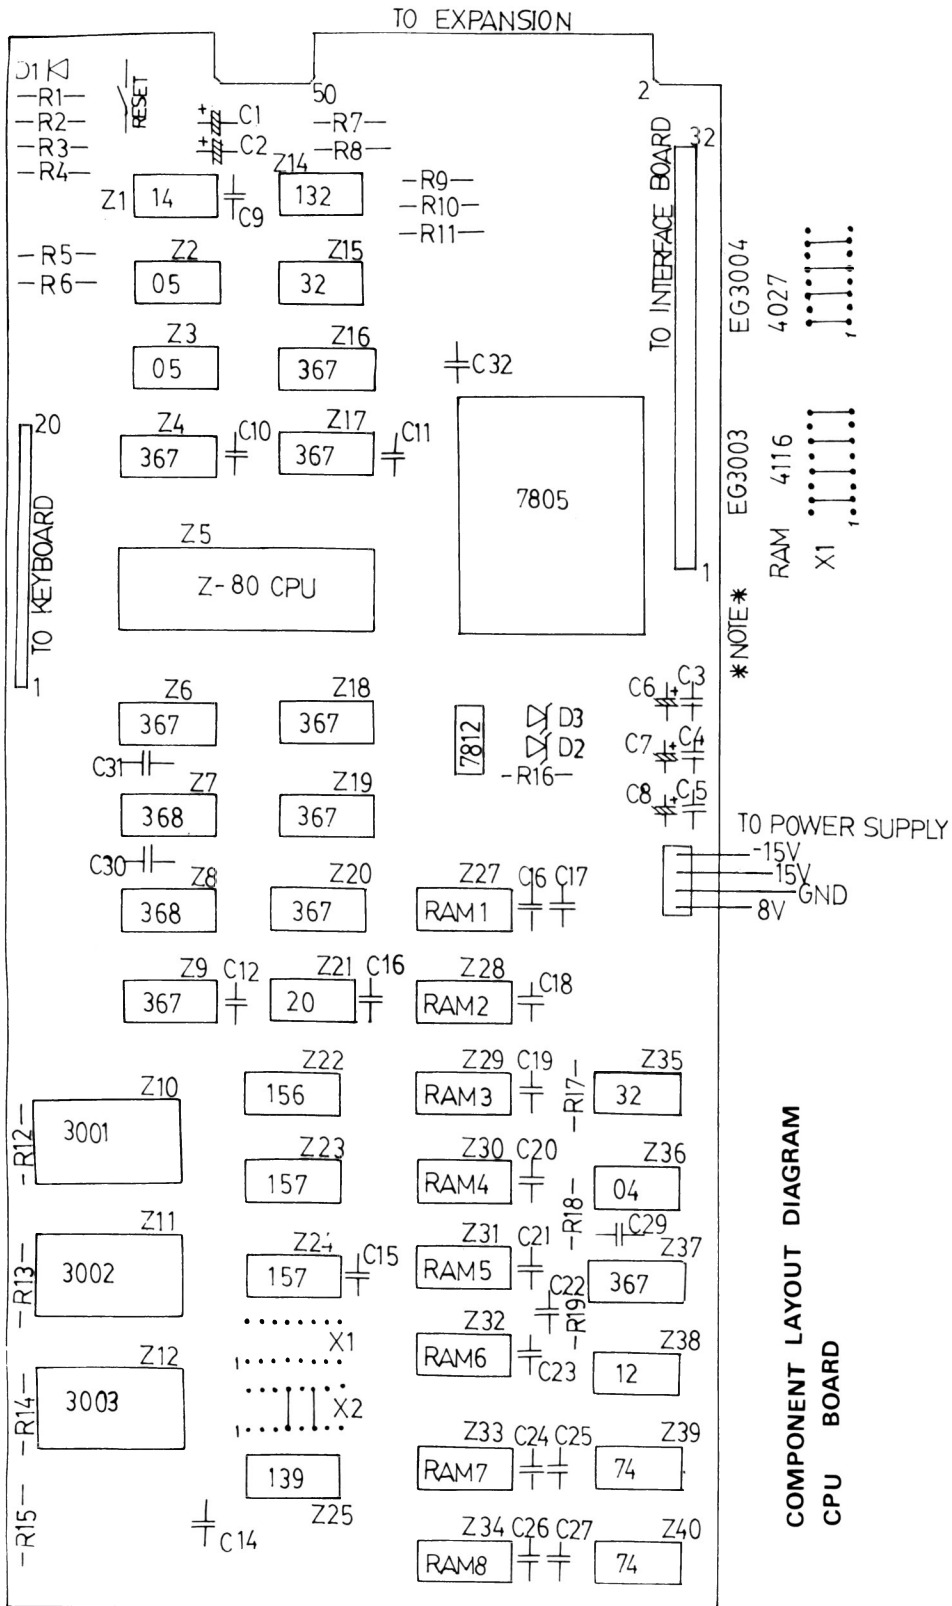 TO EXPANSION
D1
50
2
-R1-
RESET
C1
-R2-
-R7-
32
-R3-
C2
-R8-
-R4-
Z14
Z1
14
C9
132
-R9-
-R10-
-R11-
TO INTERFACE BOARD
-R5-
Z2
Z15
-R6-
05
32
EG3004
4027
1
Z3
Z16
05
367
C32
20
Z4
C10
Z17
C11
367
367
7805
EG3003
RAM 4116
X1
1
TO KEYBOARD
Z5
Z-80 CPU
1
*NOTE*
1
Z6
Z18
C6
+
C3
367
367
7812
D3
D2
C7
+
C4
C31
-R16-
Z7
Z19
C8
+
C5
368
367
TO POWER SUPPLY
C30
-15V
15V
GND
8V
Z8
Z20
Z27
C16
C17
368
367
RAM1
Z9
C12
Z21
C16
Z28
C18
367
20
RAM2
Z22
Z29
C19
-R17-
Z35
Z10
156
RAM3
32
-R12-
3001
Z23
Z30
C20
Z36
157
RAM4
-R18-
04
Z11
C29
-R13-
3002
Z24
C15
Z31
C21
Z37
157
RAM5
C22
367
-R19-
X1
Z32
Z38
1
RAM6
C23
12
Z12
-R14-
3003
X2
1
Z33
C24
C25
Z39
139
RAM7
74
Z25
-R15-
C14
Z34
C26
C27
Z40
RAM8
74
COMPONENT LAYOUT DIAGRAM
CPU BOARD